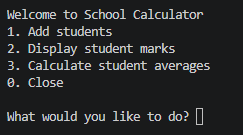 Welcome to School Calculator
1. Add students
2. Display student marks
3. Calculate student averages
0. Close
What would you like to do?